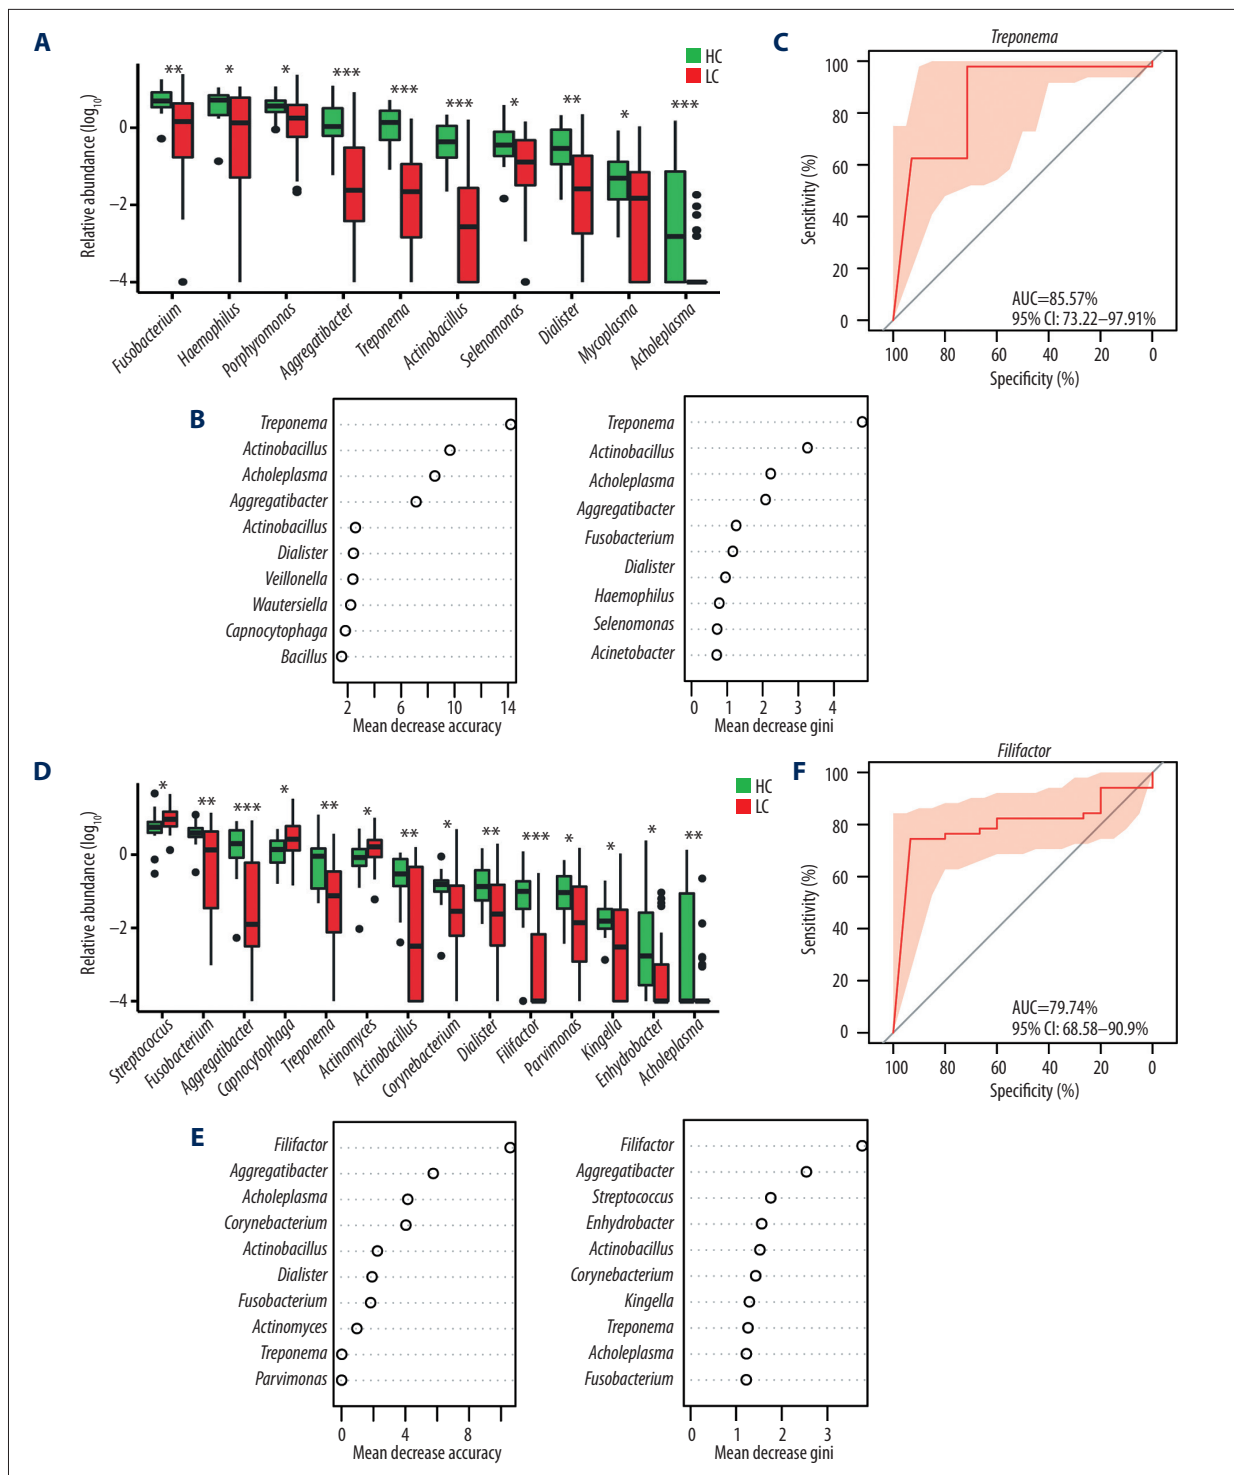 A
HC
LC
** * * *** *** *** * ** * ***
Relative abundance (log10)
0
−2
−4
Fusobacterium
Haemophilus
Porphyromonas
Aggregatibacter
Treponema
Actinobacillus
Selenomonas
Dialister
Mycoplasma
Acholeplasma
C
Treponema
Sensitivity (%)
100
80
60
40
20
0
AUC=85.57%
95% CI: 73.22–97.91%
100 80 60 40 20 0
Specificity (%)
B
Treponema
Actinobacillus
Acholeplasma
Aggregatibacter
Actinobacillus
Dialister
Veillonella
Wautersiella
Capnocytophaga
Bacillus
2 6 10 14
Mean decrease accuracy
Treponema
Actinobacillus
Acholeplasma
Aggregatibacter
Fusobacterium
Dialister
Haemophilus
Selenomonas
Acinetobacter
0 1 2 3 4
Mean decrease gini
D
HC
LC
* ** *** * ** * ** * ** *** * * * **
Relative abundance (log10)
0
−2
−4
Streptococcus
Fusobacterium
Aggregatibacter
Capnocytophaga
Treponema
Actinomyces
Actinobacillus
Corynebacterium
Dialister
Filifactor
Parvimonas
Kingella
Enhydrobacter
Acholeplasma
F
Filifactor
Sensitivity (%)
100
80
60
40
20
0
AUC=79.74%
95% CI: 68.58–90.9%
100 80 60 40 20 0
Specificity (%)
E
Filifactor
Aggregatibacter
Acholeplasma
Corynebacterium
Actinobacillus
Dialister
Fusobacterium
Actinomyces
Treponema
Parvimonas
0 4 8
Mean decrease accuracy
Filifactor
Aggregatibacter
Streptococcus
Enhydrobacter
Actinobacillus
Corynebacterium
Kingella
Treponema
Acholeplasma
Fusobacterium
0 1 2 3
Mean decrease gini